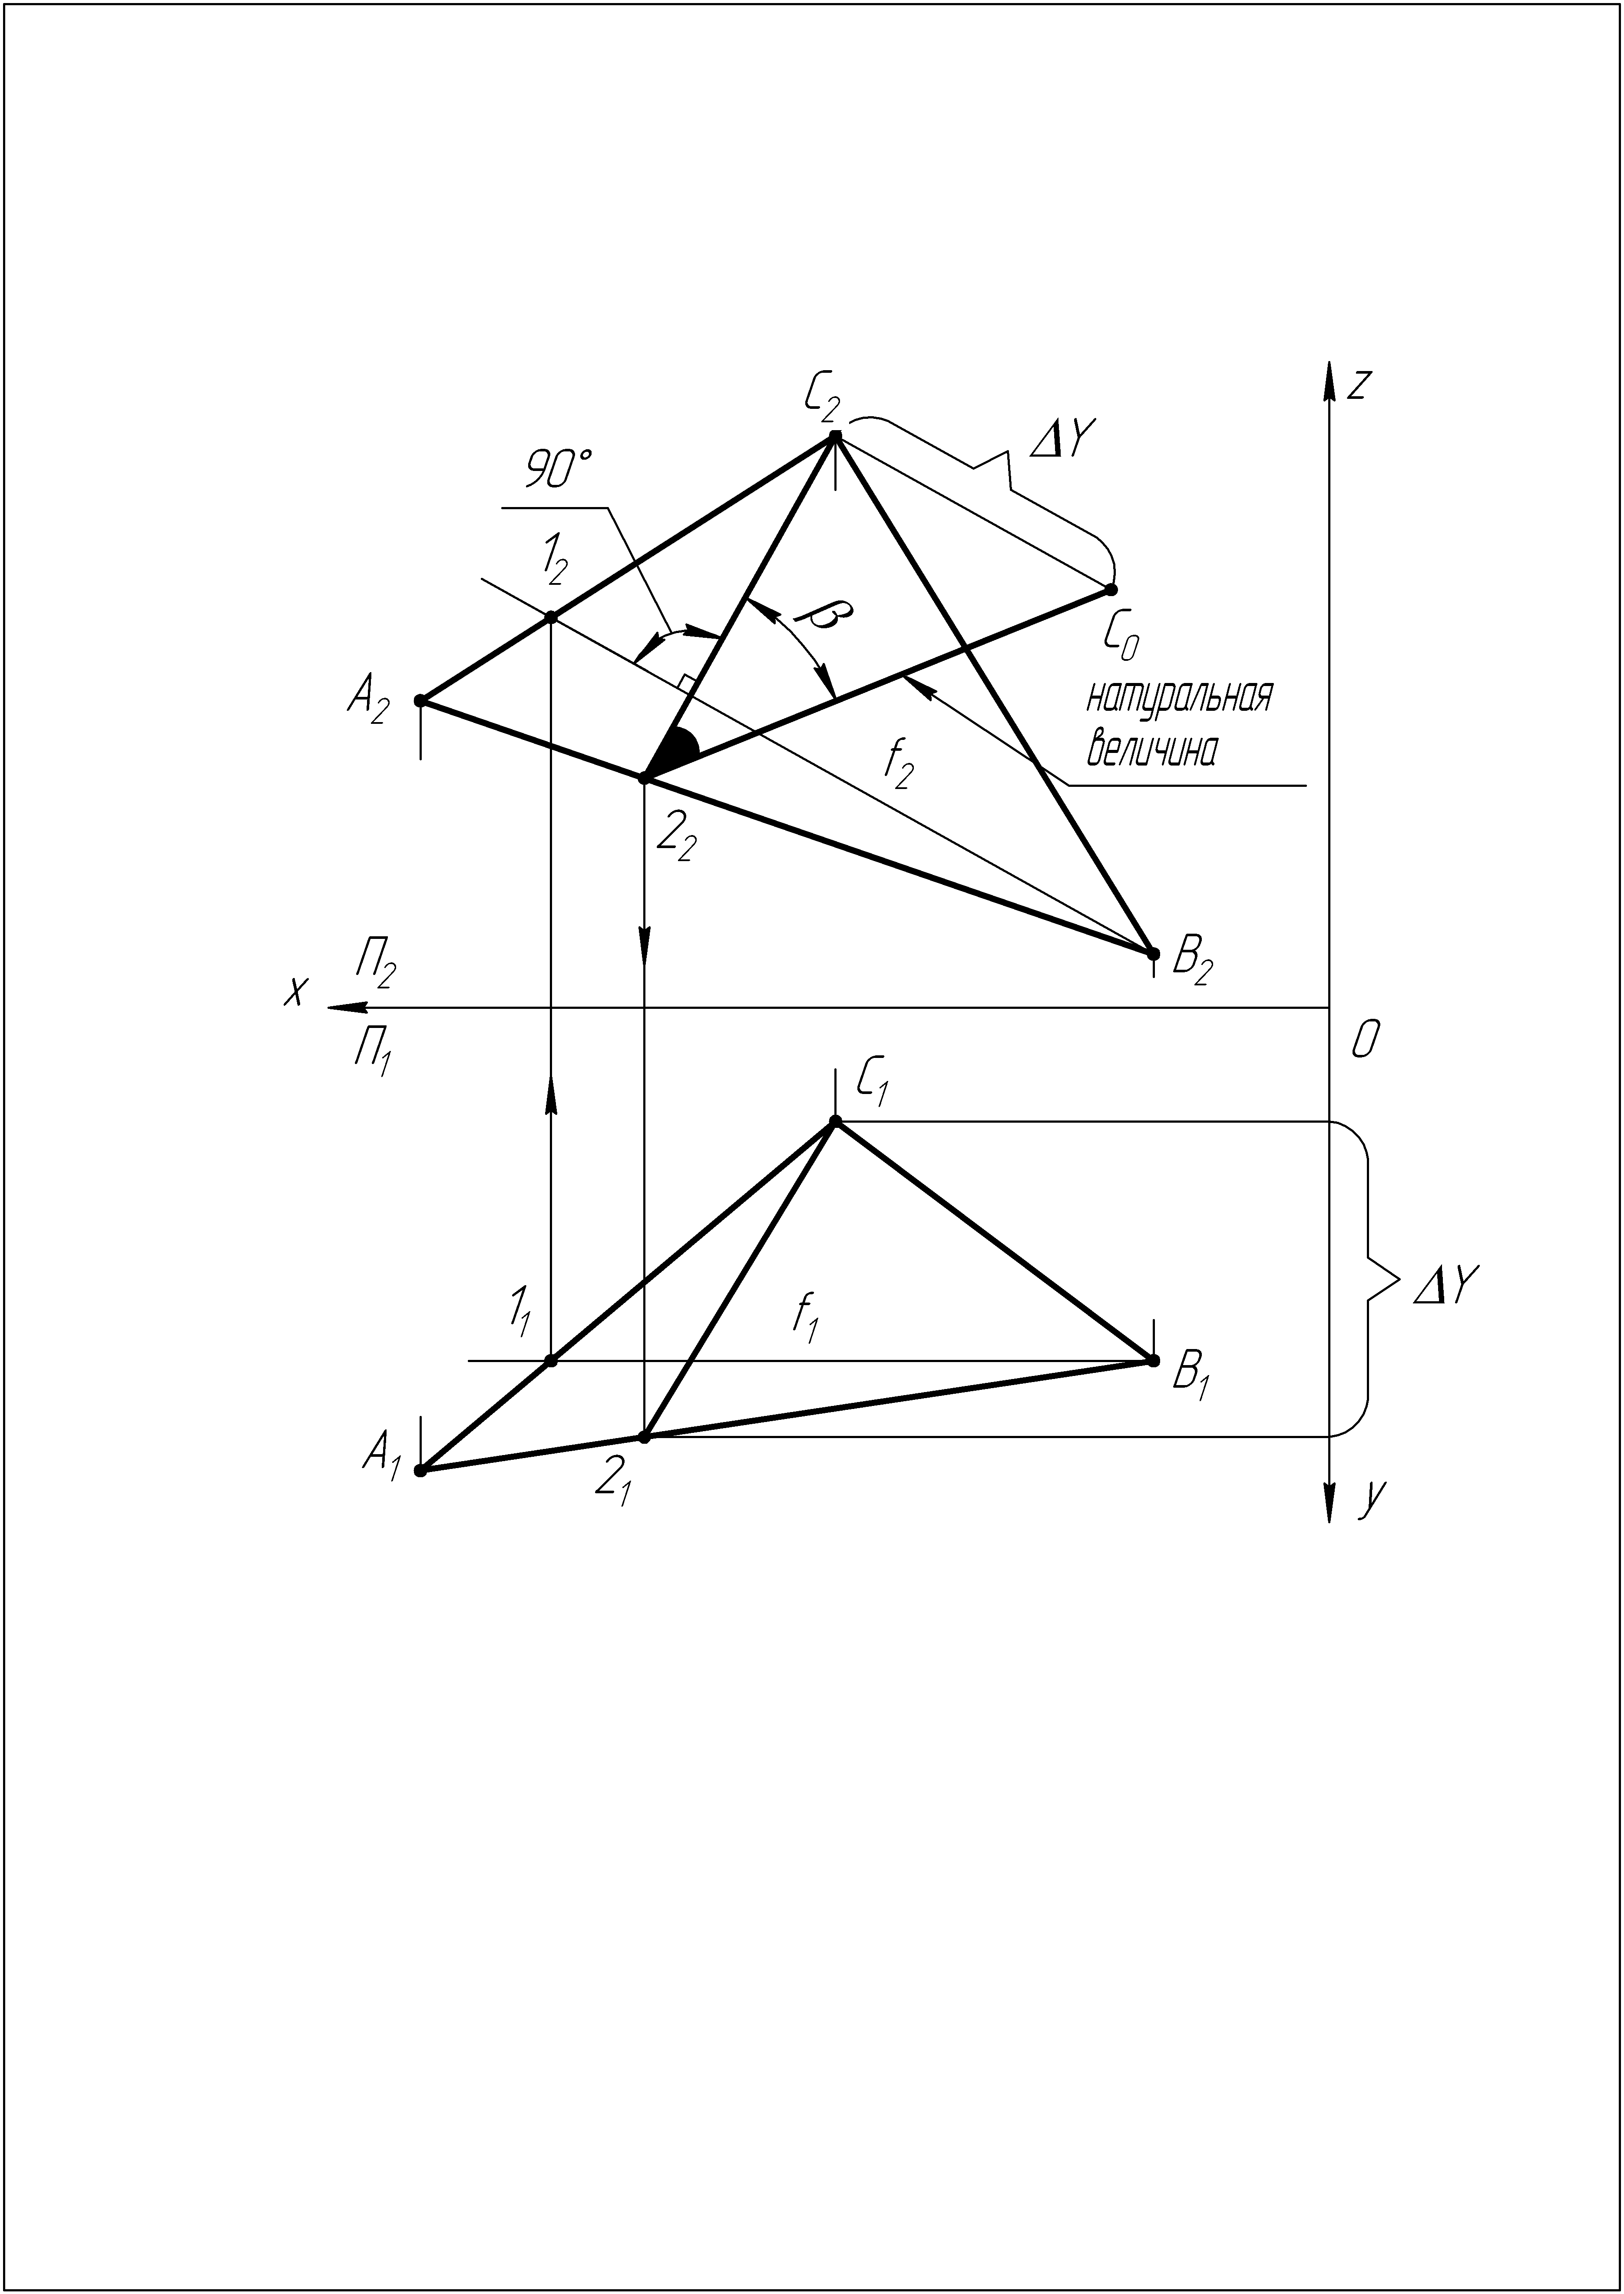 C₂
ΔY
z
90°
1₂
β
C₀
A₂
натуральная
величина
f₂
2₂
B₂
П₂
x
П₁
O
C₁
ΔY
1₁
f₁
B₁
A₁
2₁
y